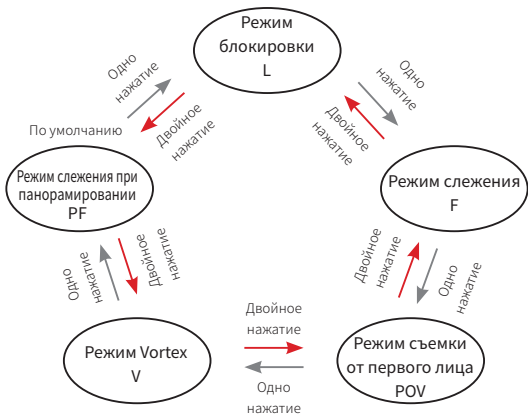 Режим
блокировки
L
Одно
нажатие
Двойное
нажатие
Одно
нажатие
Двойное
нажатие
По умолчанию
Режим слежения при
панорамировании
PF
Режим слежения
F
Одно
нажатие
Двойное
нажатие
Двойное
нажатие
Одно
нажатие
Режим Vortex
V
Двойное
нажатие
Одно
нажатие
Режим съемки
от первого лица
POV